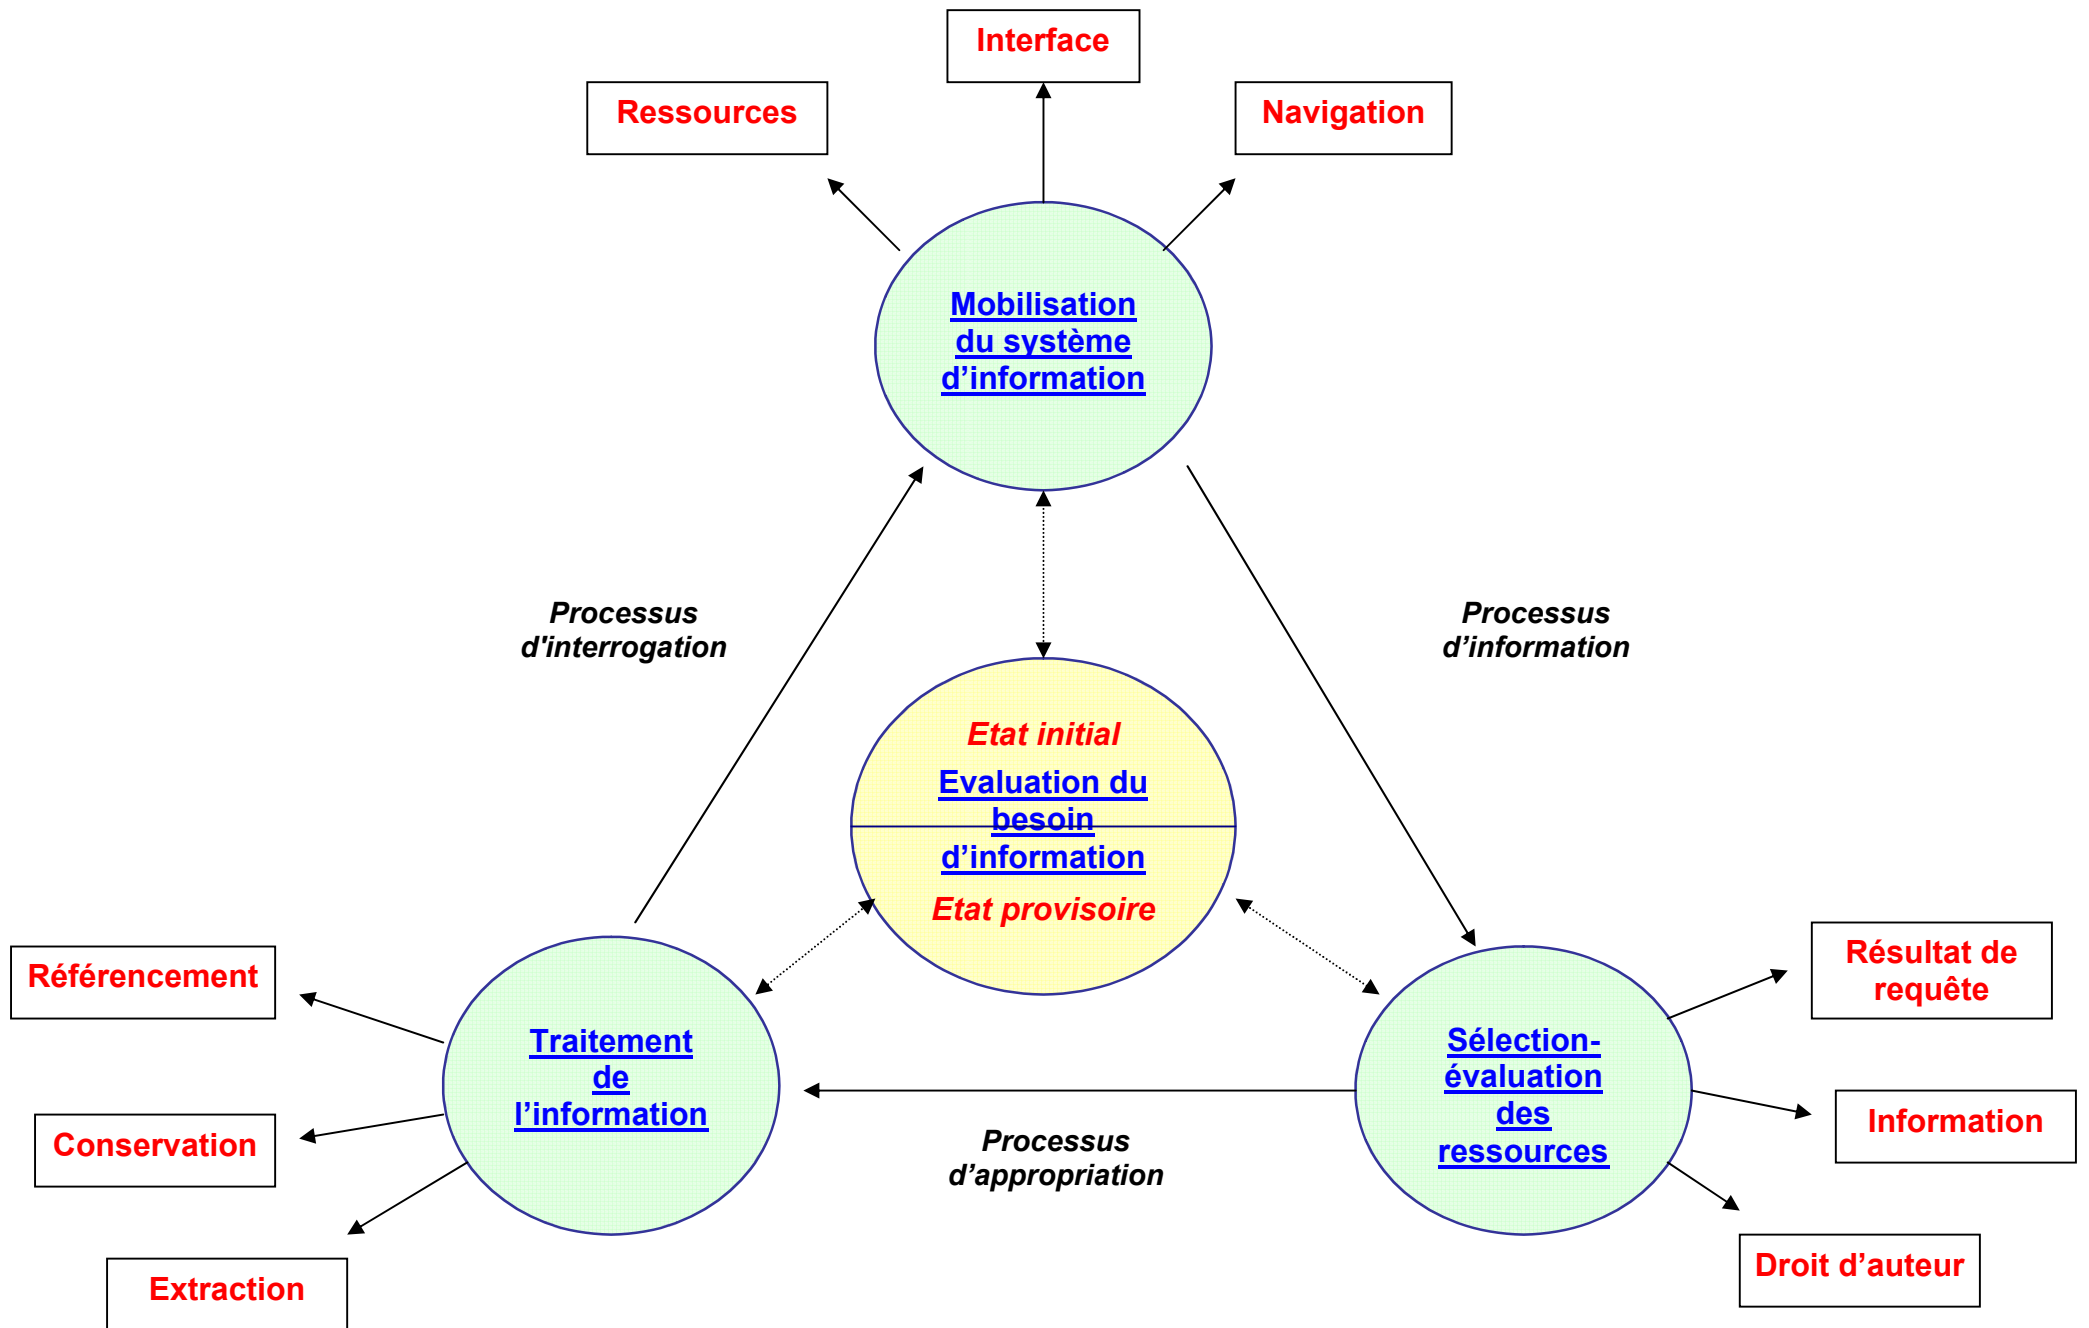 Interface
Ressources
Navigation
Mobilisation
du système
d’information
Processus
d'interrogation
Processus
d’information
Etat initial
Evaluation du
besoin
d’information
Etat provisoire
Référencement
Conservation
Extraction
Traitement
de
l’information
Processus
d’appropriation
Sélection-
évaluation
des
ressources
Résultat de
requête
Information
Droit d’auteur